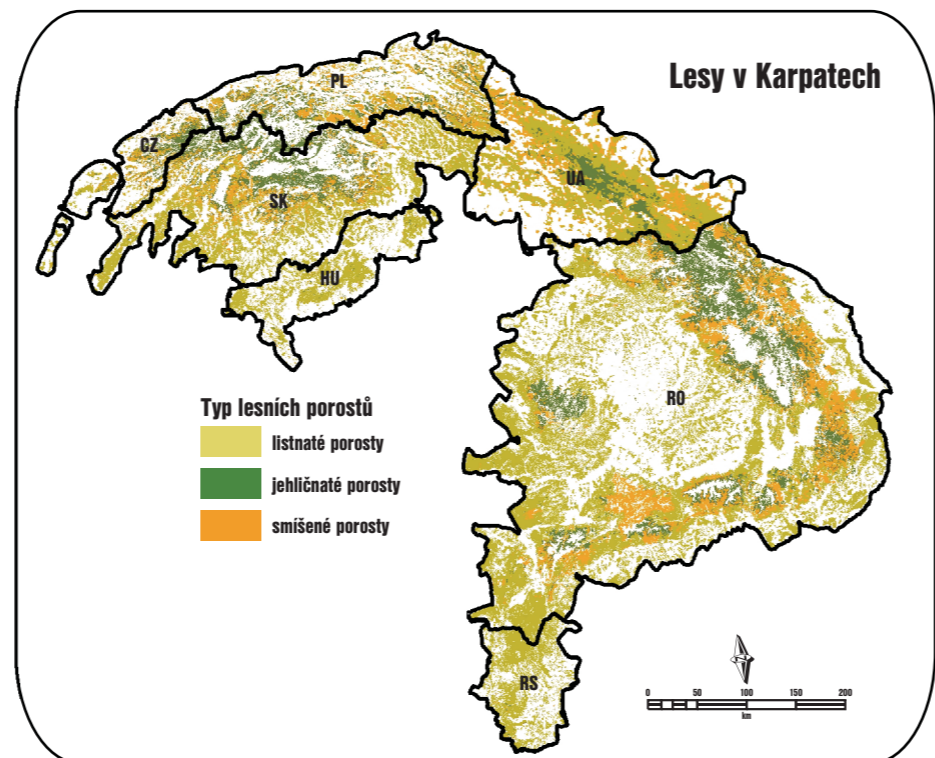 Lesy v Karpatech
PL
CZ
SK
UA
HU
RO
RS
Typ lesních porostů
listnaté porosty
jehličnaté porosty
smíšené porosty
0 50 100 150 200
km